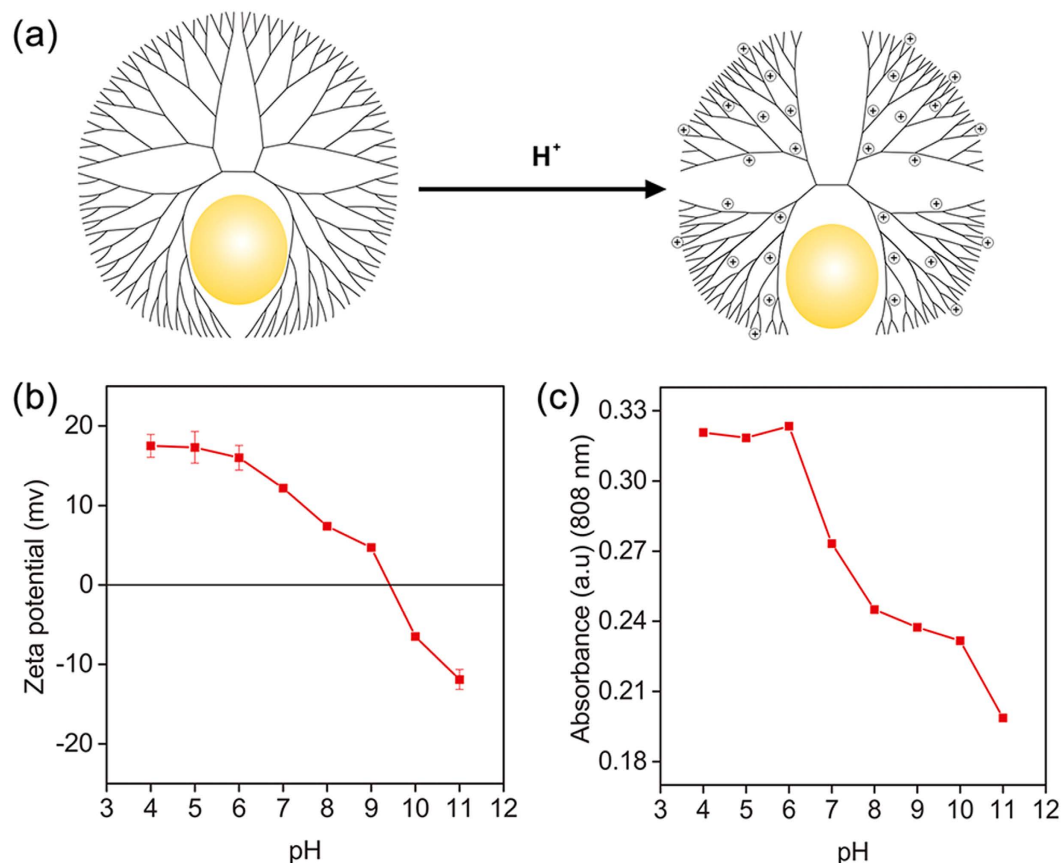 (a)
H⁺
(b)
Zeta potential (mv)
20
10
0
-10
-20
3 4 5 6 7 8 9 10 11 12
pH
(c)
Absorbance (a.u) (808 nm)
0.33
0.30
0.27
0.24
0.21
0.18
3 4 5 6 7 8 9 10 11 12
pH